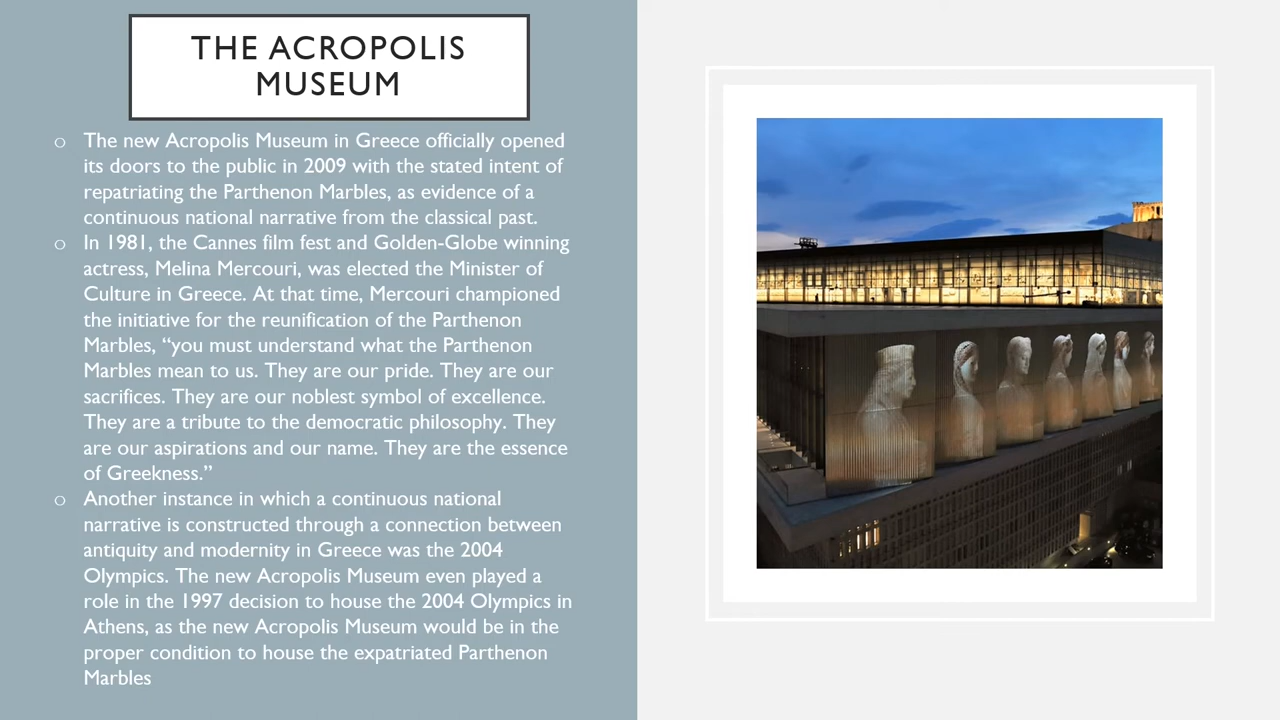 THE ACROPOLIS
MUSEUM
o The new Acropolis Museum in Greece officially opened
its doors to the public in 2009 with the stated intent of
repatriating the Parthenon Marbles, as evidence of a
continuous national narrative from the classical past.
o In 1981, the Cannes film fest and Golden-Globe winning
actress, Melina Mercouri, was elected the Minister of
Culture in Greece. At that time, Mercouri championed
the initiative for the reunification of the Parthenon
Marbles, “you must understand what the Parthenon
Marbles mean to us. They are our pride. They are our
sacrifices. They are our noblest symbol of excellence.
They are a tribute to the democratic philosophy. They
are our aspirations and our name. They are the essence
of Greekness.”
o Another instance in which a continuous national
narrative is constructed through a connection between
antiquity and modernity in Greece was the 2004
Olympics. The new Acropolis Museum even played a
role in the 1997 decision to house the 2004 Olympics in
Athens, as the new Acropolis Museum would be in the
proper condition to house the expatriated Parthenon
Marbles